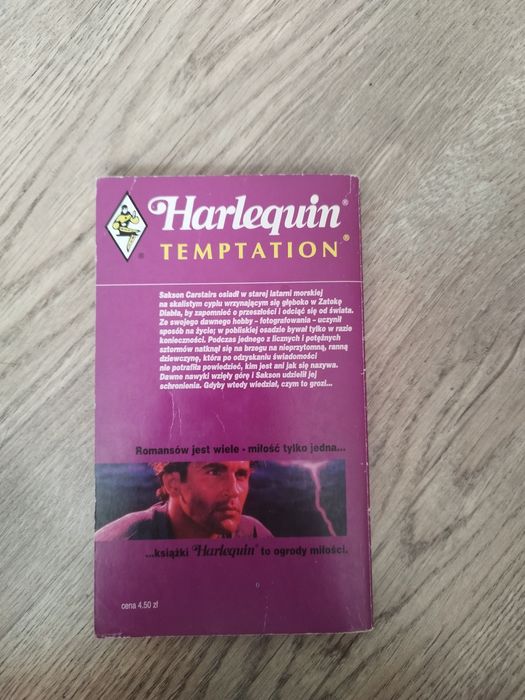 Harlequin®
TEMPTATION®
®
Sakson Carstairs osiadł w starej latarni morskiej
na skalistym cyplu wrzynającym się głęboko w Zatokę
Diabła, by zapomnieć o przeszłości i odciąć się od świata.
Ze swojego dawnego hobby - fotografowania - uczynił
sposób na życie; w pobliskiej osadzie bywał tylko w razie
konieczności. Podczas jednego z licznych i potężnych
sztormów natknął się na brzegu na nieprzytomną, ranną
dziewczynę, która po odzyskaniu świadomości
nie potrafiła powiedzieć, kim jest ani jak się nazywa.
Dawne nawyki wzięły górę i Sakson udzielił jej
schronienia. Gdyby wtedy wiedział, czym to grozi...
Romansów jest wiele - miłość tylko jedna...
...książki Harlequin® to ogrody miłości.
cena 4.50 zł